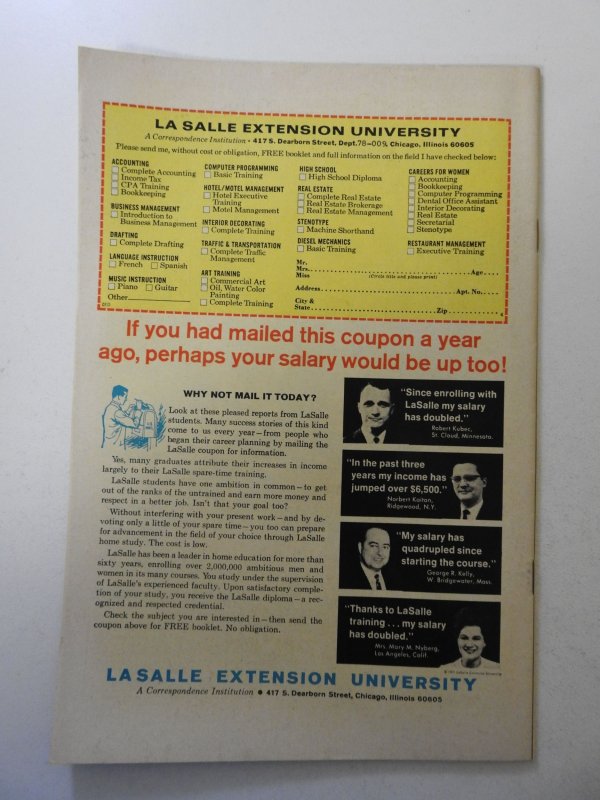 LA SALLE EXTENSION UNIVERSITY
A Correspondence Institution • 417 S. Dearborn Street, Dept. 78-009, Chicago, Illinois 60605
Please send me, without cost or obligation, FREE booklet and full information on the field I have checked below:
ACCOUNTING
Complete Accounting
Income Tax
CPA Training
Bookkeeping
BUSINESS MANAGEMENT
Introduction to
Business Management
DRAFTING
Complete Drafting
LANGUAGE INSTRUCTION
French Spanish
MUSIC INSTRUCTION
Piano Guitar
Other
COMPUTER PROGRAMMING
Basic Training
HOTEL/MOTEL MANAGEMENT
Hotel Executive
Training
Motel Management
INTERIOR DECORATING
Complete Training
TRAFFIC & TRANSPORTATION
Complete Traffic
Management
ART TRAINING
Commercial Art
Oil, Water Color
Painting
Complete Training
HIGH SCHOOL
High School Diploma
REAL ESTATE
Complete Real Estate
Real Estate Brokerage
Real Estate Management
STENOTYPE
Machine Shorthand
DIESEL MECHANICS
Basic Training
CAREERS FOR WOMEN
Accounting
Bookkeeping
Computer Programming
Dental Office Assistant
Interior Decorating
Real Estate
Secretarial
Stenotype
RESTAURANT MANAGEMENT
Executive Training
Mr.
Mrs. Age
Miss (Circle title and please print)
Address Apt. No.
City &
State Zip
If you had mailed this coupon a year
ago, perhaps your salary would be up too!
WHY NOT MAIL IT TODAY?
Look at these pleased reports from LaSalle
students. Many success stories of this kind
come to us every year—from people who
began their career planning by mailing the
LaSalle coupon for information.
Yes, many graduates attribute their increases in income
largely to their LaSalle spare-time training.
LaSalle students have one ambition in common—to get
out of the ranks of the untrained and earn more money and
respect in a better job. Isn't that your goal too?
Without interfering with your present work—and by de-
voting only a little of your spare time—you too can prepare
for advancement in the field of your choice through LaSalle
home study. The cost is low.
LaSalle has been a leader in home education for more than
sixty years, enrolling over 2,000,000 ambitious men and
women in its many courses. You study under the supervision
of LaSalle's experienced faculty. Upon satisfactory comple-
tion of your study, you receive the LaSalle diploma—a rec-
ognized and respected credential.
Check the subject you are interested in—then send the
coupon above for FREE booklet. No obligation.
"Since enrolling with
LaSalle my salary
has doubled."
Robert Kubec,
St. Cloud, Minnesota.
"In the past three
years my income has
jumped over $6,500."
Norbert Kaitan,
Ridgewood, N.Y.
"My salary has
quadrupled since
starting the course."
George R. Kelly,
W. Bridgewater, Mass.
"Thanks to LaSalle
training . . . my salary
has doubled."
Mrs. Mary M. Nyberg,
Los Angeles, Calif.
LA SALLE EXTENSION UNIVERSITY
A Correspondence Institution • 417 S. Dearborn Street, Chicago, Illinois 60605